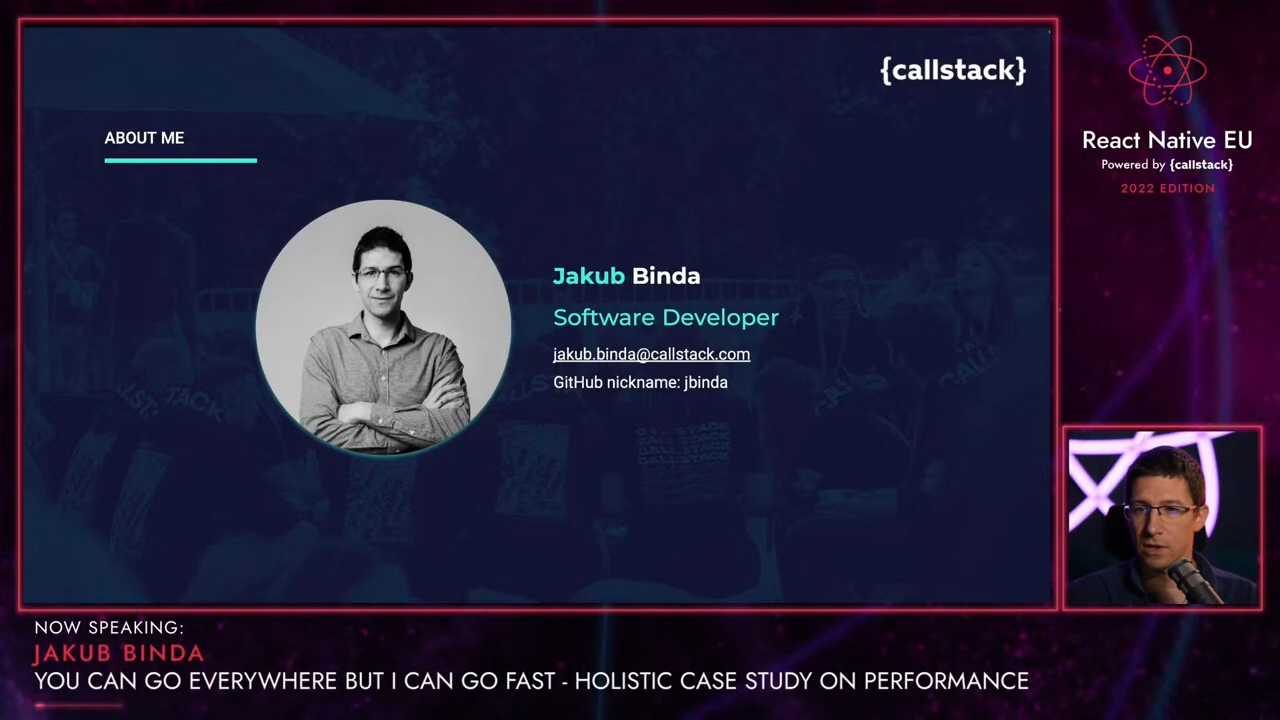 {callstack}
ABOUT ME
Jakub Binda
Software Developer
jakub.binda@callstack.com
GitHub nickname: jbinda
React Native EU
Powered by {callstack}
2022 EDITION
NOW SPEAKING:
JAKUB BINDA
YOU CAN GO EVERYWHERE BUT I CAN GO FAST - HOLISTIC CASE STUDY ON PERFORMANCE